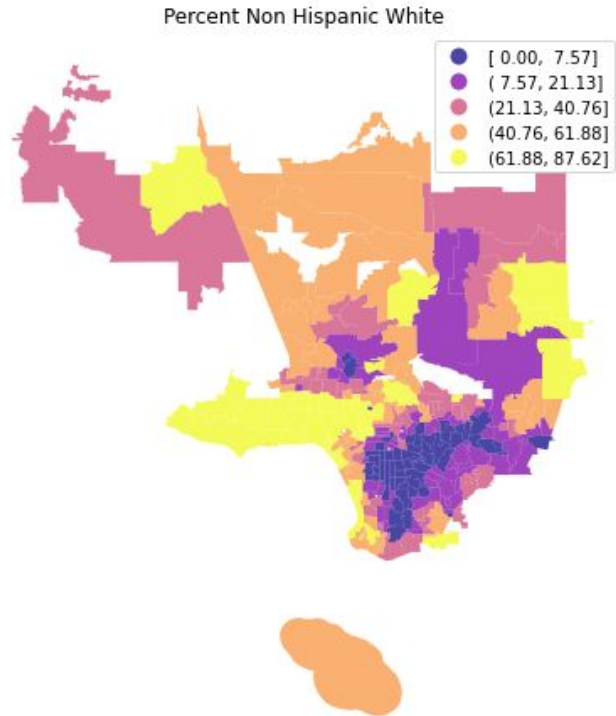 Percent Non Hispanic White
[ 0.00,  7.57]
( 7.57, 21.13]
(21.13, 40.76]
(40.76, 61.88]
(61.88, 87.62]